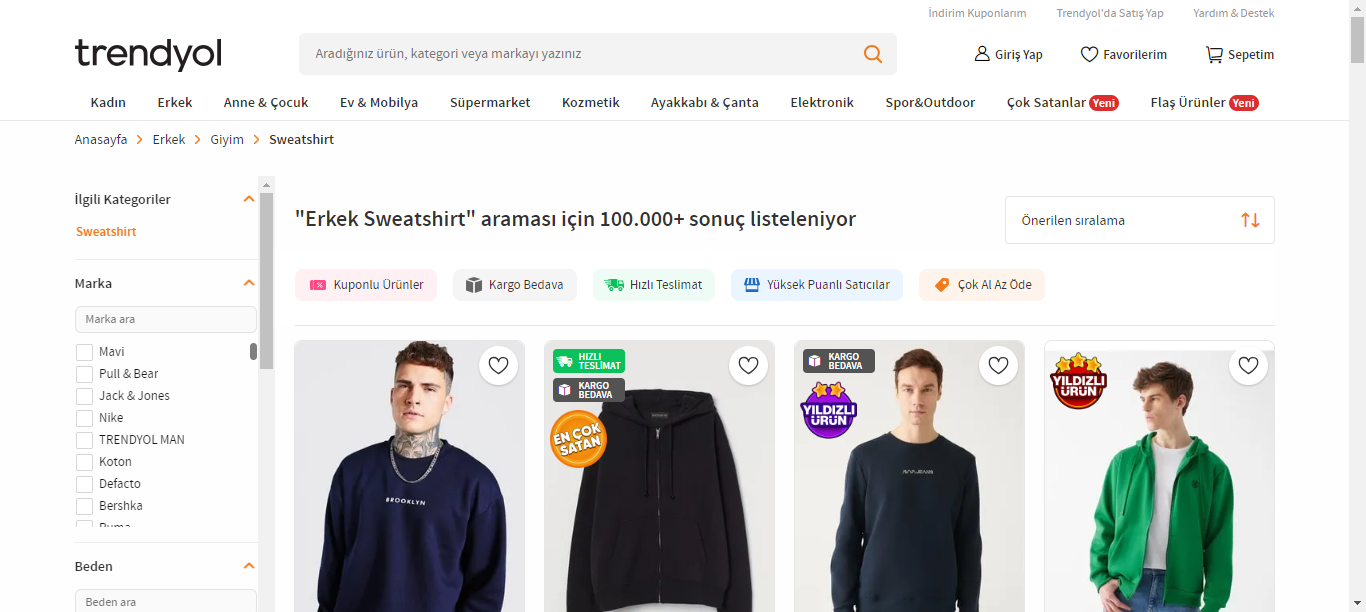 İndirim Kuponlarım Trendyol'da Satış Yap Yardım & Destek
trendyol
Aradığınız ürün, kategori veya markayı yazınız
Giriş Yap Favorilerim Sepetim
Kadın Erkek Anne & Çocuk Ev & Mobilya Süpermarket Kozmetik Ayakkabı & Çanta Elektronik Spor&Outdoor Çok Satanlar Yeni Flaş Ürünler Yeni
Anasayfa > Erkek > Giyim > Sweatshirt
İlgili Kategoriler
Sweatshirt
Marka
Marka ara
Mavi
Pull & Bear
Jack & Jones
Nike
TRENDYOL MAN
Koton
Defacto
Bershka
Puma
Beden
Beden ara
"Erkek Sweatshirt" araması için 100.000+ sonuç listeleniyor
Önerilen sıralama
Kuponlu Ürünler Kargo Bedava Hızlı Teslimat Yüksek Puanlı Satıcılar Çok Al Az Öde
BROOKLYN
HIZLI
TESLİMAT
KARGO
BEDAVA
EN ÇOK
SATAN
KARGO
BEDAVA
YILDIZLI
ÜRÜN
YILDIZLI
ÜRÜN